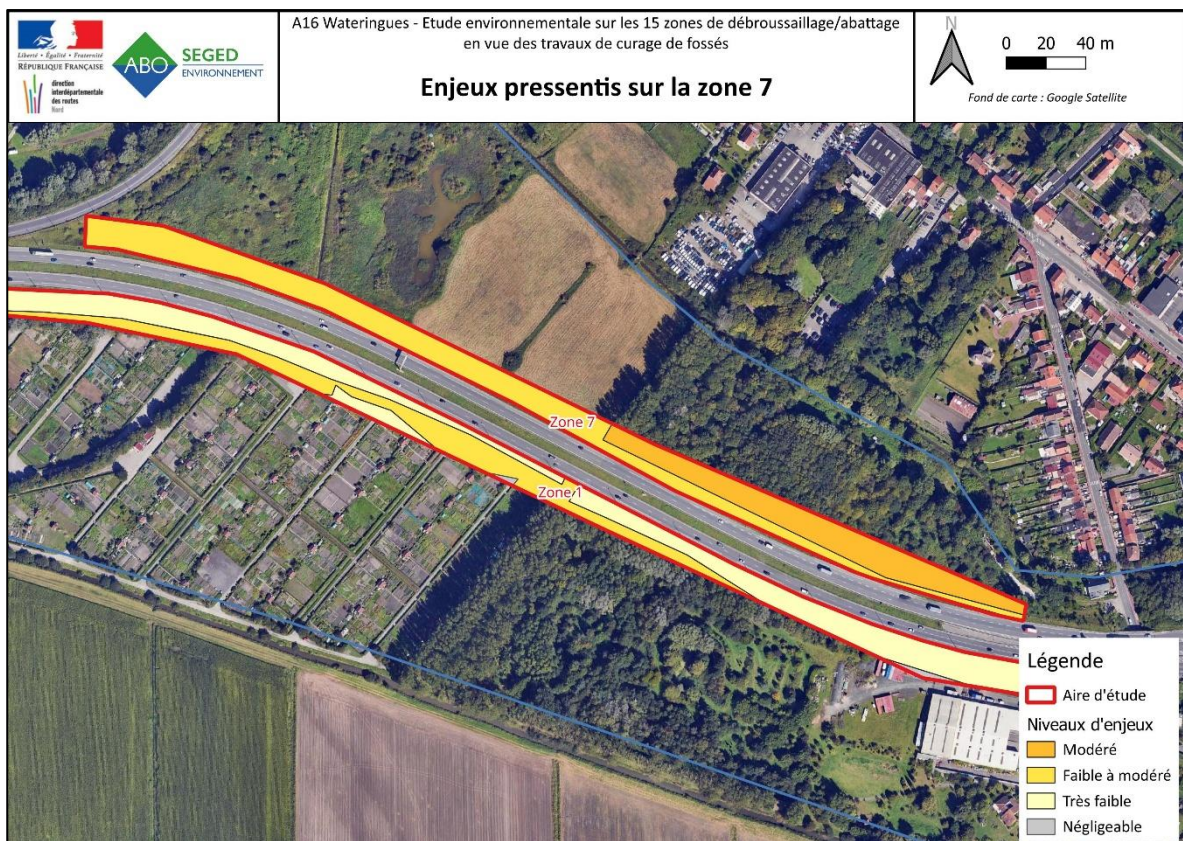 Liberté • Égalité • Fraternité
RÉPUBLIQUE FRANÇAISE
direction
interdépartementale
des routes
Nord
ABO
SEGED
ENVIRONNEMENT
A16 Wateringues - Etude environnementale sur les 15 zones de débroussaillage/abattage
en vue des travaux de curage de fossés
Enjeux pressentis sur la zone 7
N
0 20 40 m
Fond de carte : Google Satellite
Zone 7
Zone 1
Légende
Aire d'étude
Niveaux d'enjeux
Modéré
Faible à modéré
Très faible
Négligeable